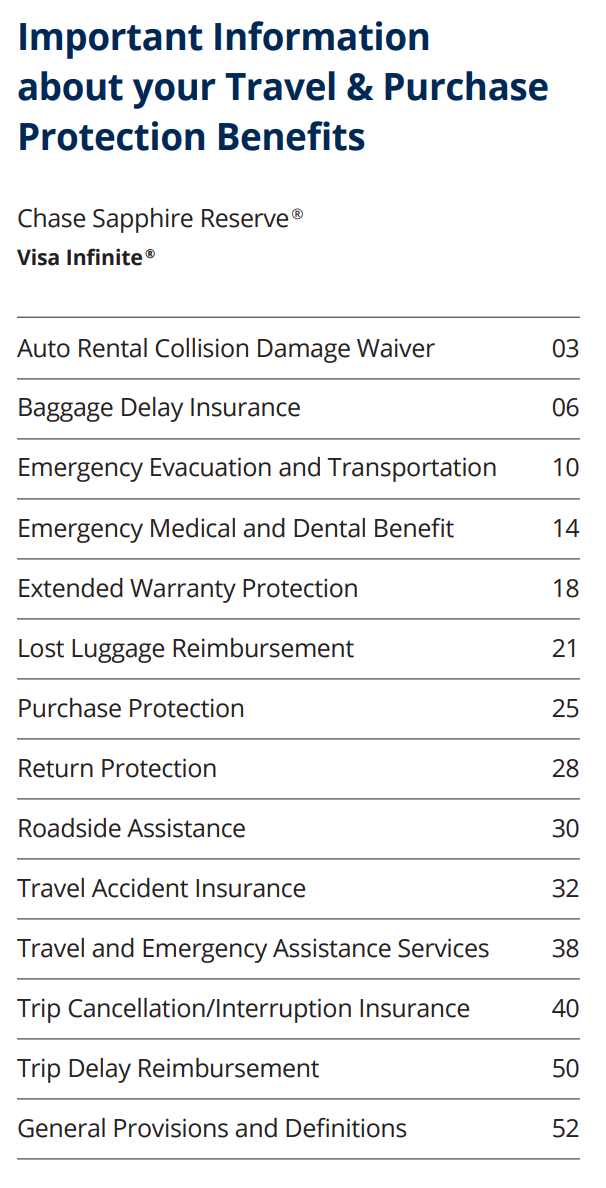 Important Information
about your Travel & Purchase
Protection Benefits
Chase Sapphire Reserve®
Visa Infinite®
Auto Rental Collision Damage Waiver 03
Baggage Delay Insurance 06
Emergency Evacuation and Transportation 10
Emergency Medical and Dental Benefit 14
Extended Warranty Protection 18
Lost Luggage Reimbursement 21
Purchase Protection 25
Return Protection 28
Roadside Assistance 30
Travel Accident Insurance 32
Travel and Emergency Assistance Services 38
Trip Cancellation/Interruption Insurance 40
Trip Delay Reimbursement 50
General Provisions and Definitions 52